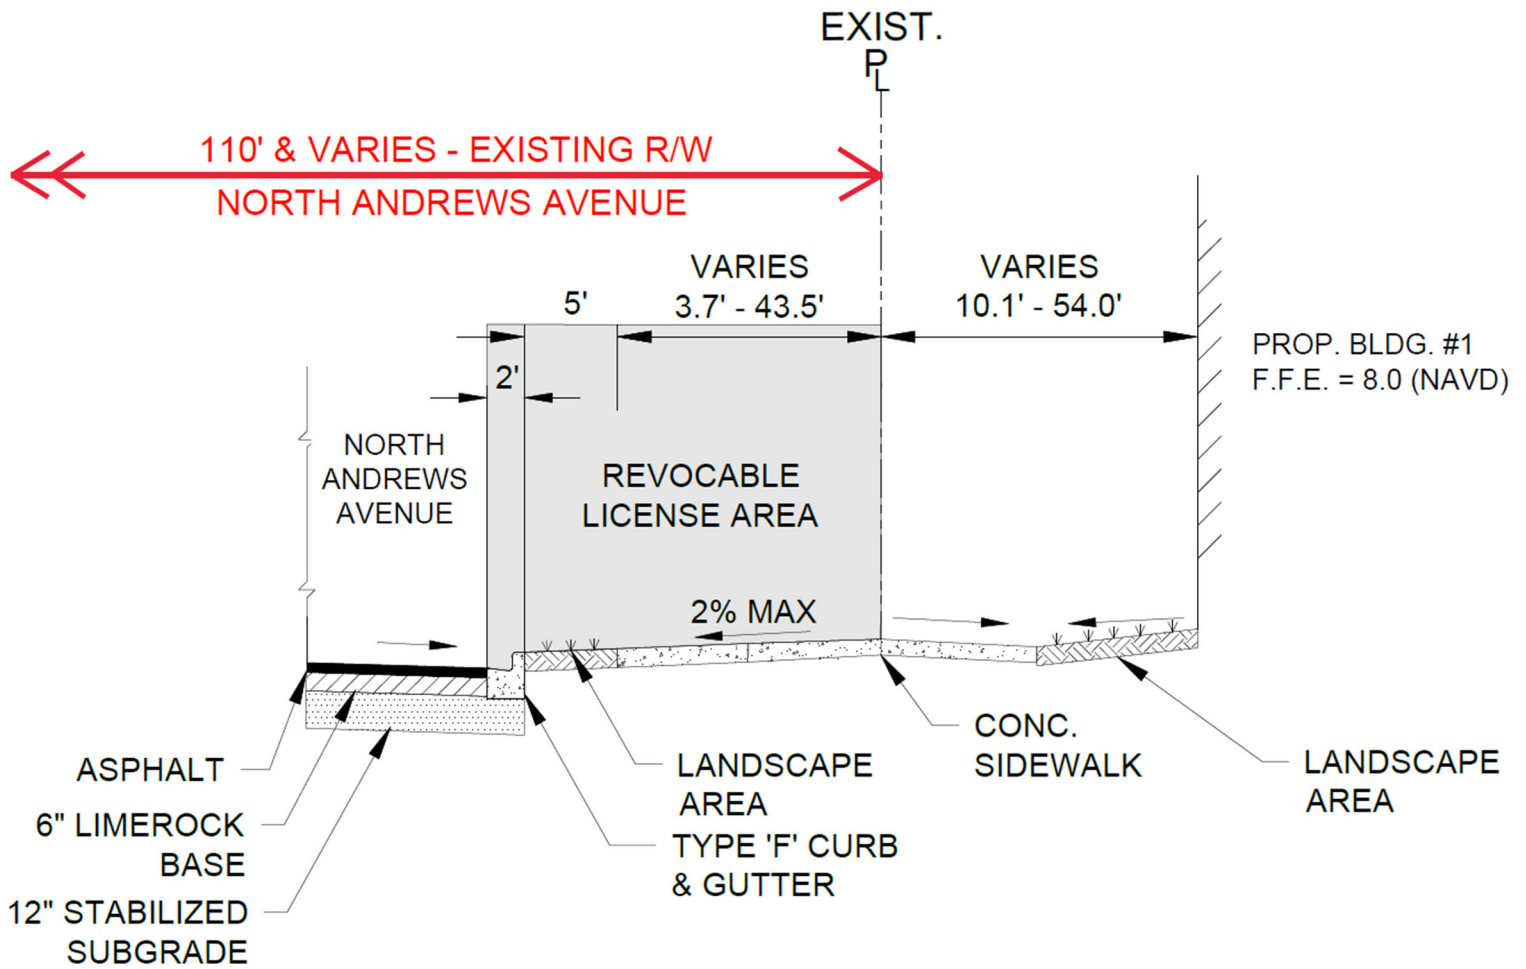 EXIST.
PL
110' & VARIES - EXISTING R/W
NORTH ANDREWS AVENUE
VARIES
3.7' - 43.5'
VARIES
10.1' - 54.0'
5'
2'
PROP. BLDG. #1
F.F.E. = 8.0 (NAVD)
NORTH
ANDREWS
AVENUE
REVOCABLE
LICENSE AREA
2% MAX
ASPHALT
6" LIMEROCK
BASE
12" STABILIZED
SUBGRADE
LANDSCAPE
AREA
TYPE 'F' CURB
& GUTTER
CONC.
SIDEWALK
LANDSCAPE
AREA